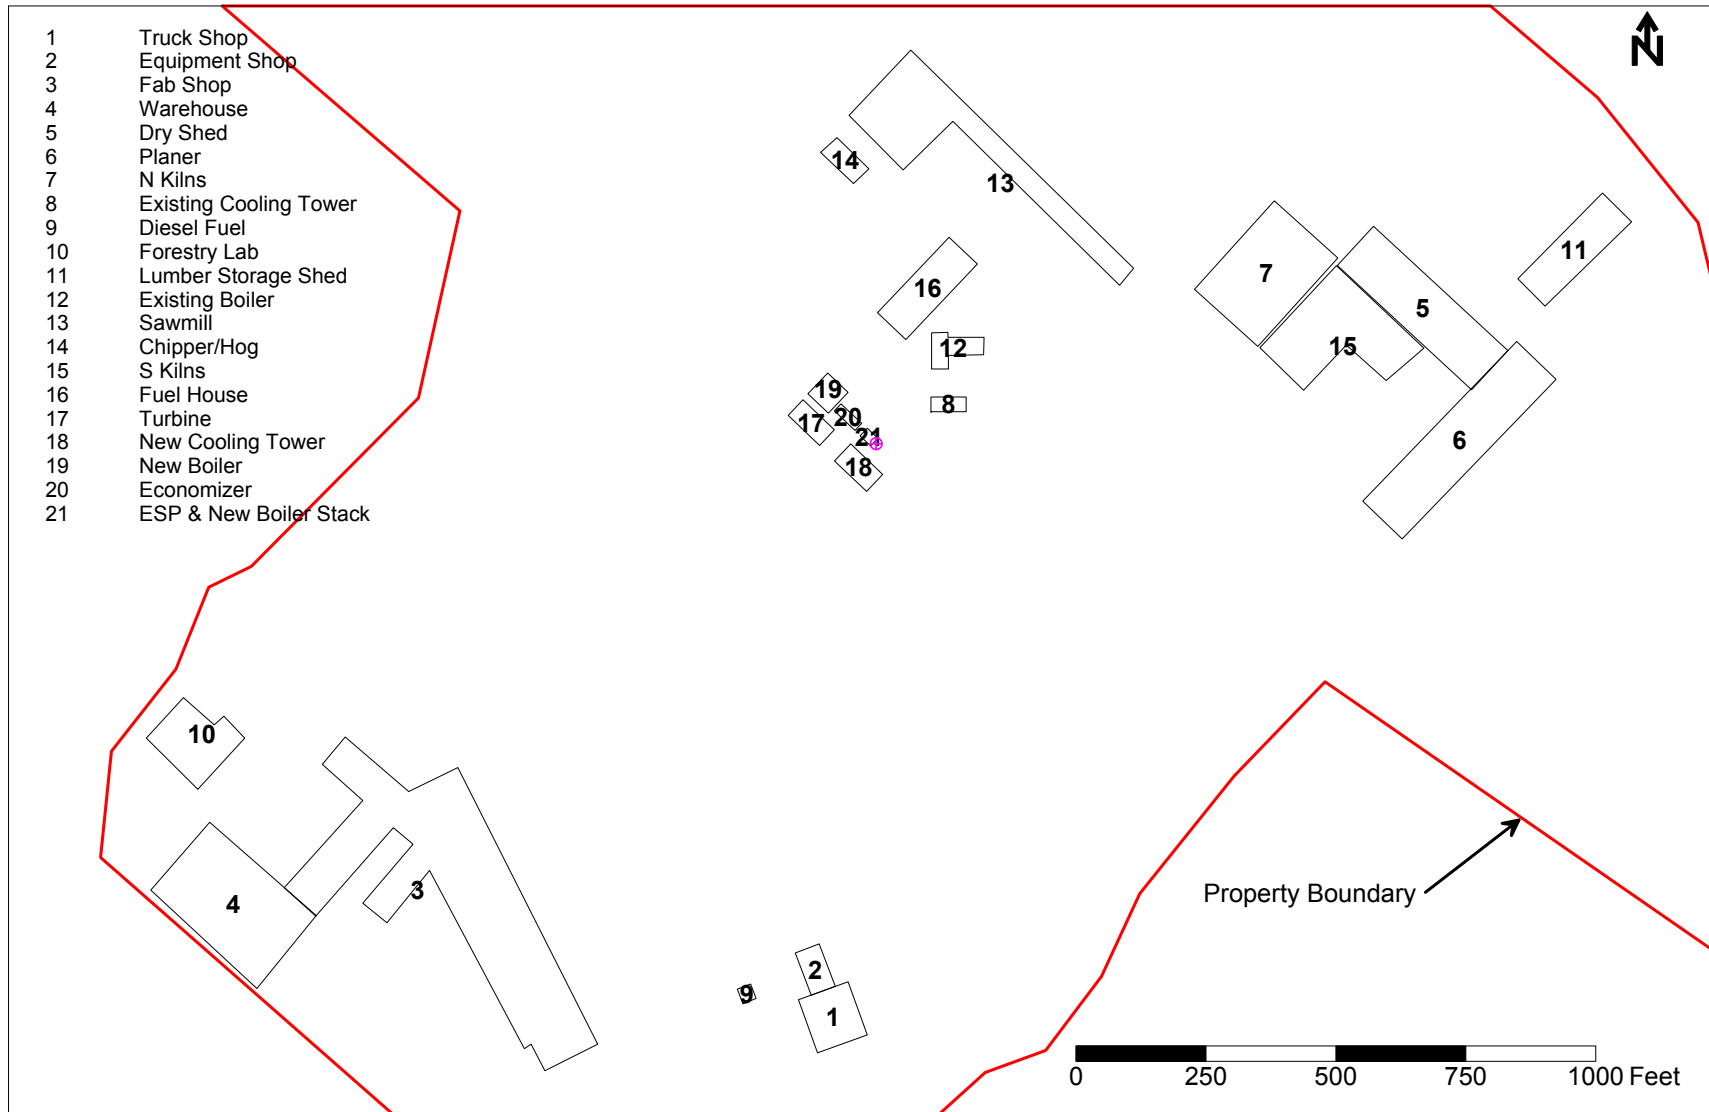 1 Truck Shop
2 Equipment Shop
3 Fab Shop
4 Warehouse
5 Dry Shed
6 Planer
7 N Kilns
8 Existing Cooling Tower
9 Diesel Fuel
10 Forestry Lab
11 Lumber Storage Shed
12 Existing Boiler
13 Sawmill
14 Chipper/Hog
15 S Kilns
16 Fuel House
17 Turbine
18 New Cooling Tower
19 New Boiler
20 Economizer
21 ESP & New Boiler Stack
N
14
13
11
7
16
5
15
12
19
8
20
17
21
6
18
10
4
3
Property Boundary
2
9
1
0 250 500 750 1000 Feet